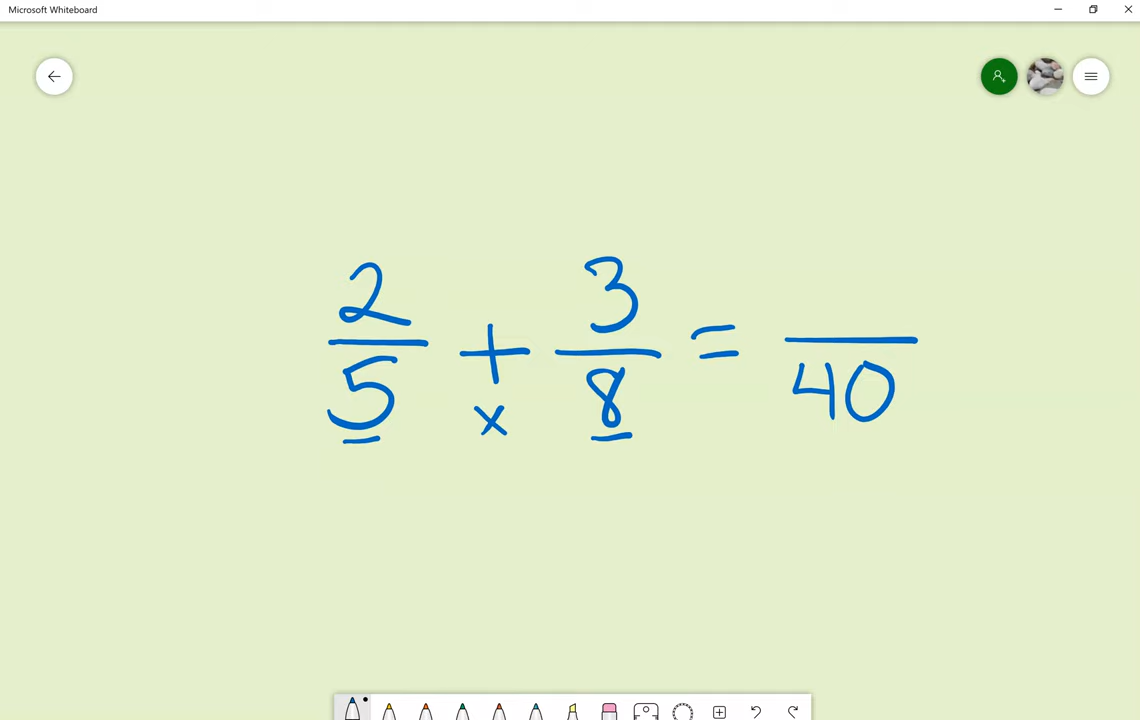 Microsoft Whiteboard
2 3
— + — = —
5 x 8 40